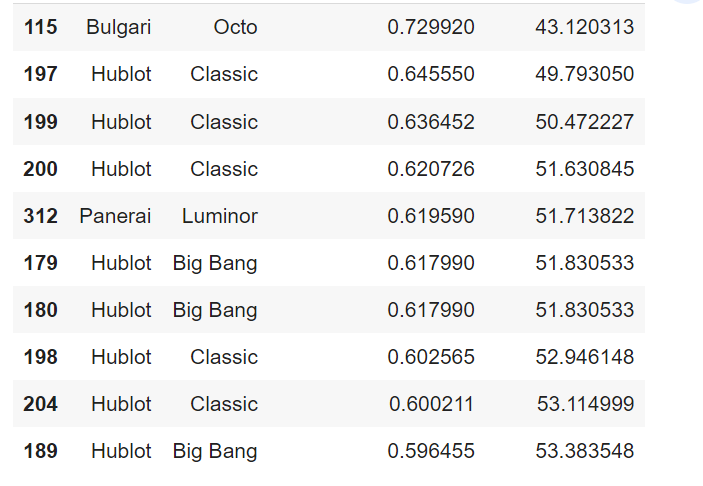 115 Bulgari Octo 0.729920 43.120313
197 Hublot Classic 0.645550 49.793050
199 Hublot Classic 0.636452 50.472227
200 Hublot Classic 0.620726 51.630845
312 Panerai Luminor 0.619590 51.713822
179 Hublot Big Bang 0.617990 51.830533
180 Hublot Big Bang 0.617990 51.830533
198 Hublot Classic 0.602565 52.946148
204 Hublot Classic 0.600211 53.114999
189 Hublot Big Bang 0.596455 53.383548